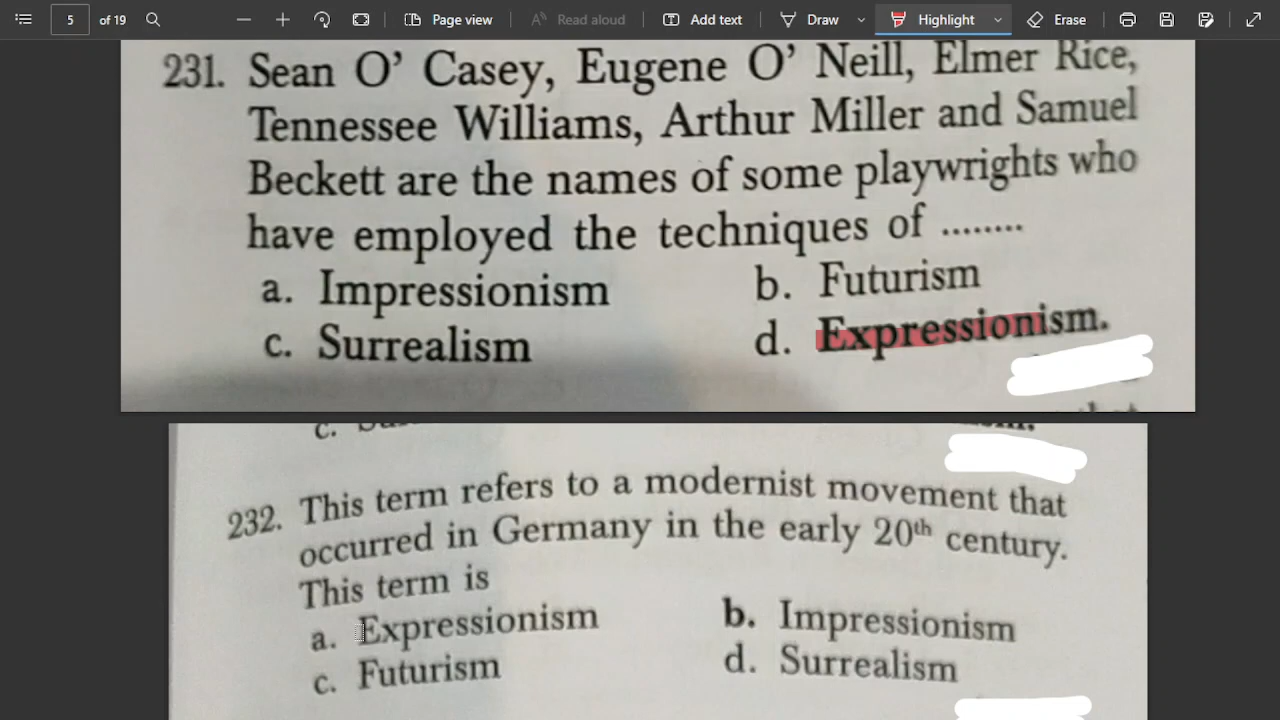 5 of 19 Page view Read aloud Add text Draw Highlight Erase
231. Sean O' Casey, Eugene O' Neill, Elmer Rice,
Tennessee Williams, Arthur Miller and Samuel
Beckett are the names of some playwrights who
have employed the techniques of ........
a. Impressionism b. Futurism
c. Surrealism d. Expressionism.
232. This term refers to a modernist movement that
occurred in Germany in the early 20th century.
This term is
a. Expressionism b. Impressionism
c. Futurism d. Surrealism